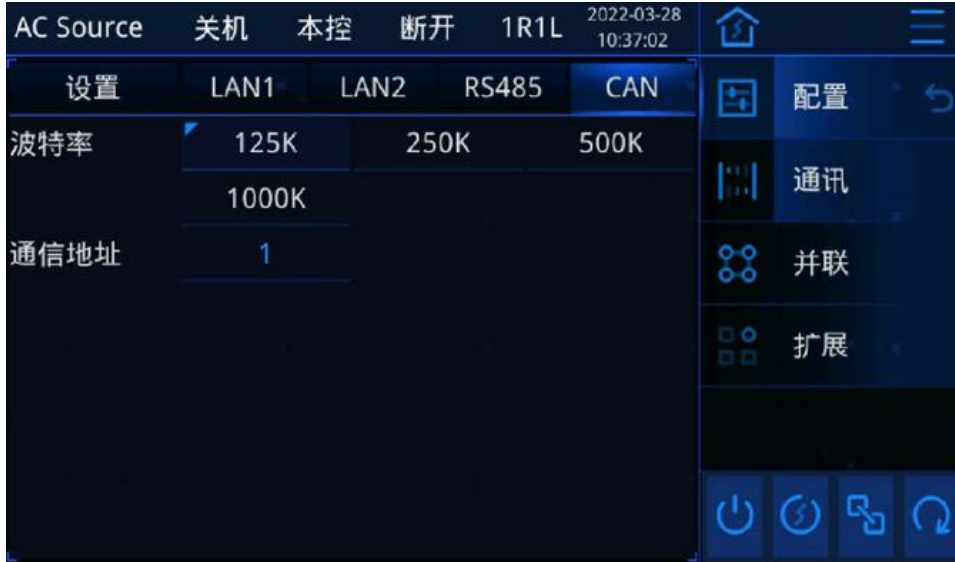 AC Source 关机 本控 断开 1R1L 2022-03-28 10:37:02
设置 LAN1 LAN2 RS485 CAN
波特率 125K 250K 500K
1000K
通信地址 1
配置
通讯
并联
扩展